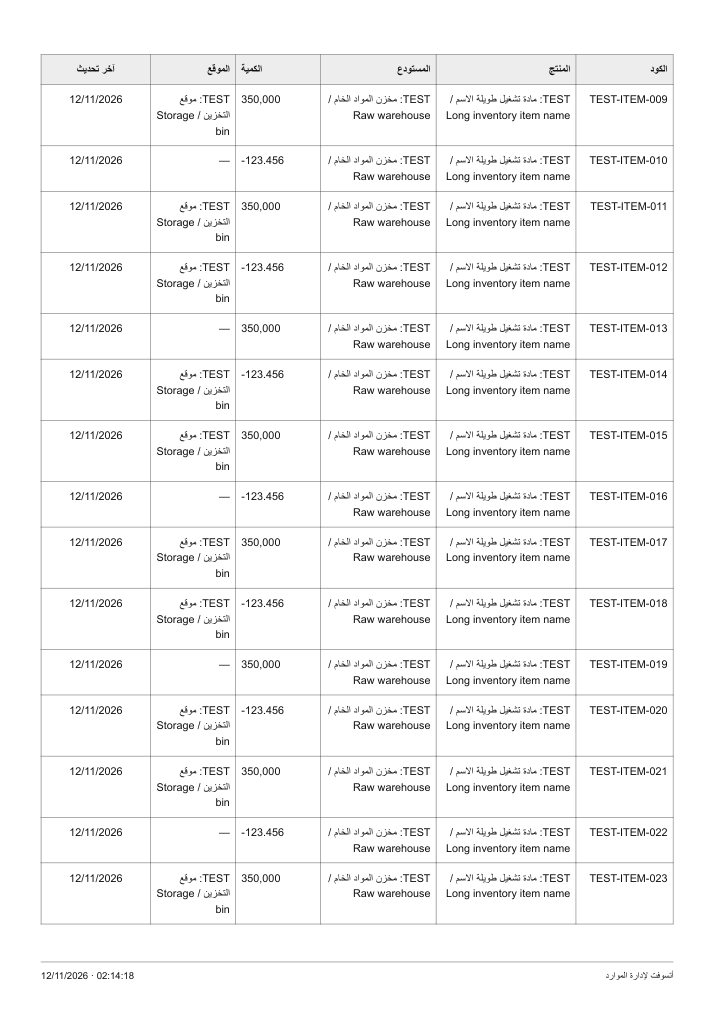 الكود المنتج المستودع الكمية الموقع آخر تحديث
TEST-ITEM-009 TEST: مادة تشغيل طويلة الاسم / TEST: مخزن المواد الخام / 350,000 TEST: موقع 12/11/2026
Long inventory item name Raw warehouse التخزين / Storage
bin
TEST-ITEM-010 TEST: مادة تشغيل طويلة الاسم / TEST: مخزن المواد الخام / -123.456 — 12/11/2026
Long inventory item name Raw warehouse
TEST-ITEM-011 TEST: مادة تشغيل طويلة الاسم / TEST: مخزن المواد الخام / 350,000 TEST: موقع 12/11/2026
Long inventory item name Raw warehouse التخزين / Storage
bin
TEST-ITEM-012 TEST: مادة تشغيل طويلة الاسم / TEST: مخزن المواد الخام / -123.456 TEST: موقع 12/11/2026
Long inventory item name Raw warehouse التخزين / Storage
bin
TEST-ITEM-013 TEST: مادة تشغيل طويلة الاسم / TEST: مخزن المواد الخام / 350,000 — 12/11/2026
Long inventory item name Raw warehouse
TEST-ITEM-014 TEST: مادة تشغيل طويلة الاسم / TEST: مخزن المواد الخام / -123.456 TEST: موقع 12/11/2026
Long inventory item name Raw warehouse التخزين / Storage
bin
TEST-ITEM-015 TEST: مادة تشغيل طويلة الاسم / TEST: مخزن المواد الخام / 350,000 TEST: موقع 12/11/2026
Long inventory item name Raw warehouse التخزين / Storage
bin
TEST-ITEM-016 TEST: مادة تشغيل طويلة الاسم / TEST: مخزن المواد الخام / -123.456 — 12/11/2026
Long inventory item name Raw warehouse
TEST-ITEM-017 TEST: مادة تشغيل طويلة الاسم / TEST: مخزن المواد الخام / 350,000 TEST: موقع 12/11/2026
Long inventory item name Raw warehouse التخزين / Storage
bin
TEST-ITEM-018 TEST: مادة تشغيل طويلة الاسم / TEST: مخزن المواد الخام / -123.456 TEST: موقع 12/11/2026
Long inventory item name Raw warehouse التخزين / Storage
bin
TEST-ITEM-019 TEST: مادة تشغيل طويلة الاسم / TEST: مخزن المواد الخام / 350,000 — 12/11/2026
Long inventory item name Raw warehouse
TEST-ITEM-020 TEST: مادة تشغيل طويلة الاسم / TEST: مخزن المواد الخام / -123.456 TEST: موقع 12/11/2026
Long inventory item name Raw warehouse التخزين / Storage
bin
TEST-ITEM-021 TEST: مادة تشغيل طويلة الاسم / TEST: مخزن المواد الخام / 350,000 TEST: موقع 12/11/2026
Long inventory item name Raw warehouse التخزين / Storage
bin
TEST-ITEM-022 TEST: مادة تشغيل طويلة الاسم / TEST: مخزن المواد الخام / -123.456 — 12/11/2026
Long inventory item name Raw warehouse
TEST-ITEM-023 TEST: مادة تشغيل طويلة الاسم / TEST: مخزن المواد الخام / 350,000 TEST: موقع 12/11/2026
Long inventory item name Raw warehouse التخزين / Storage
bin
أتسوفت لإدارة الموارد 12/11/2026 · 02:14:18